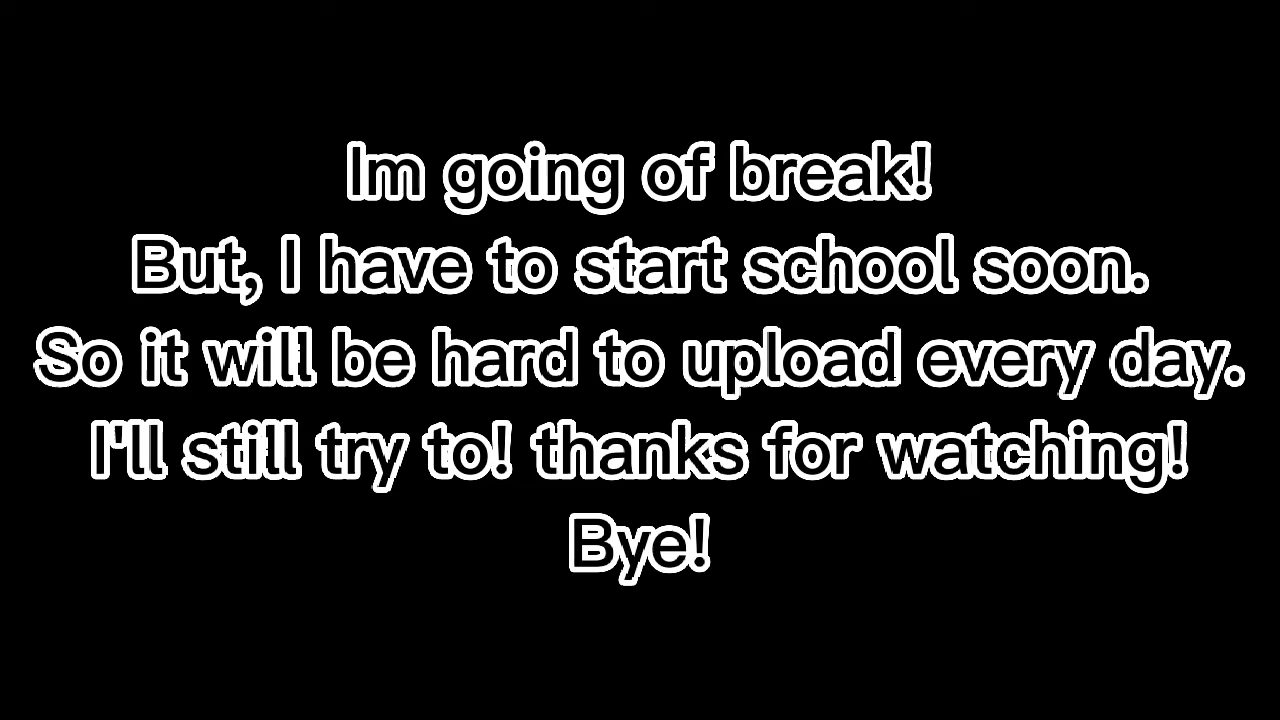 Im going of break!
But, I have to start school soon.
So it will be hard to upload every day.
I'll still try to! thanks for watching!
Bye!